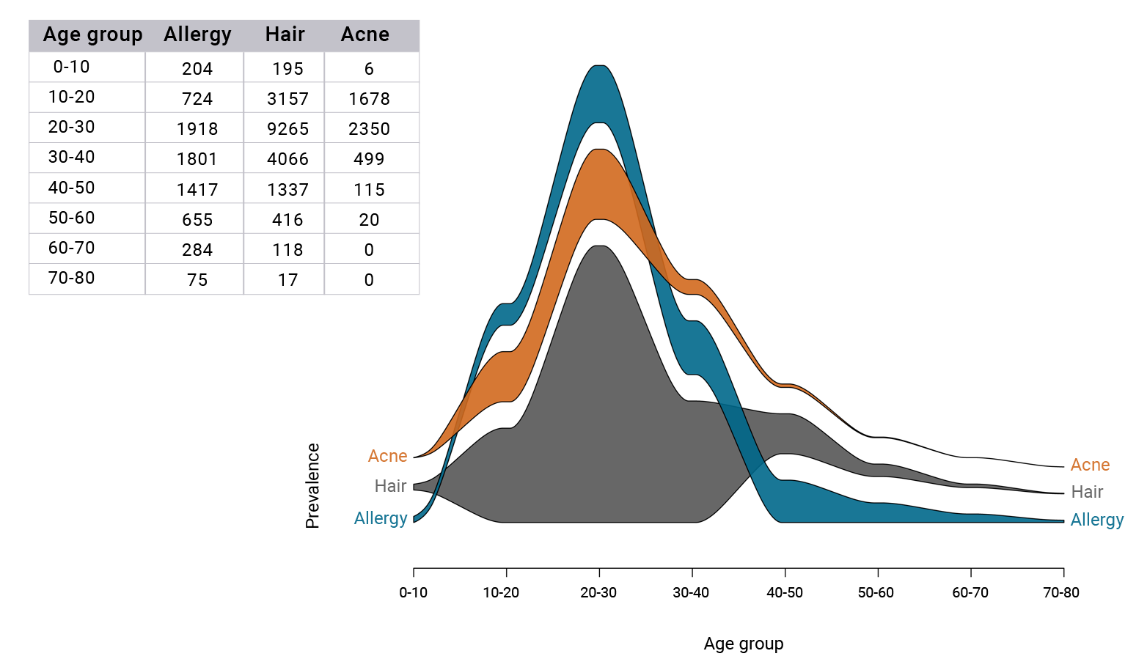 Age group Allergy Hair Acne
0-10 204 195 6
10-20 724 3157 1678
20-30 1918 9265 2350
30-40 1801 4066 499
40-50 1417 1337 115
50-60 655 416 20
60-70 284 118 0
70-80 75 17 0
Prevalence
Acne
Hair
Allergy
Acne
Hair
Allergy
0-10 10-20 20-30 30-40 40-50 50-60 60-70 70-80
Age group